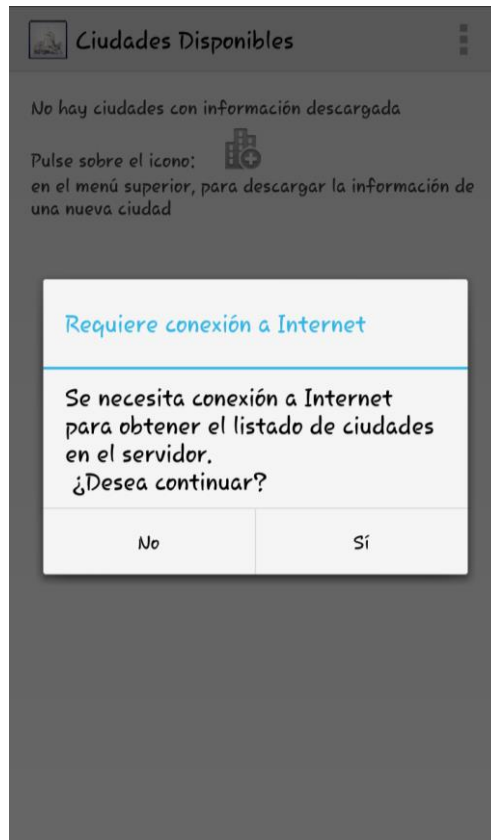 Ciudades Disponibles
No hay ciudades con información descargada
Pulse sobre el icono:
en el menú superior, para descargar la información de
una nueva ciudad
Requiere conexión a Internet
Se necesita conexión a Internet
para obtener el listado de ciudades
en el servidor.
¿Desea continuar?
No
Sí